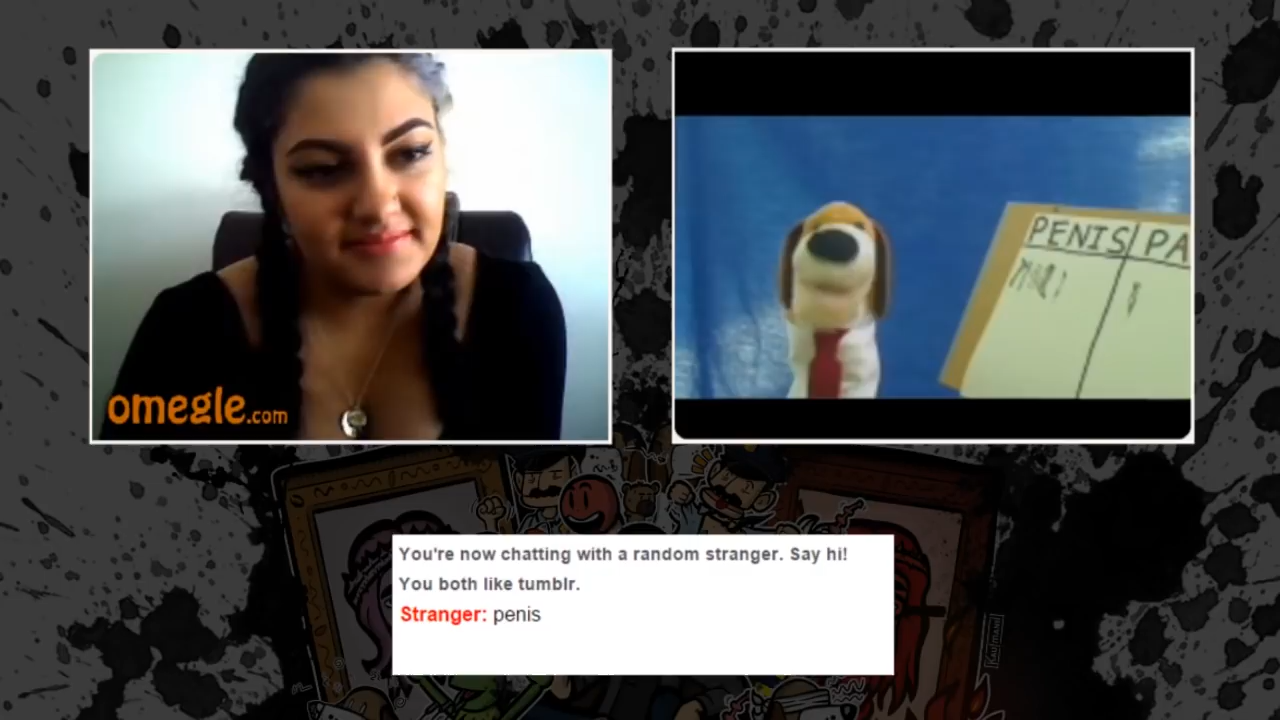 omegle.com
PENIS PA
You're now chatting with a random stranger. Say hi!
You both like tumblr.
Stranger: penis